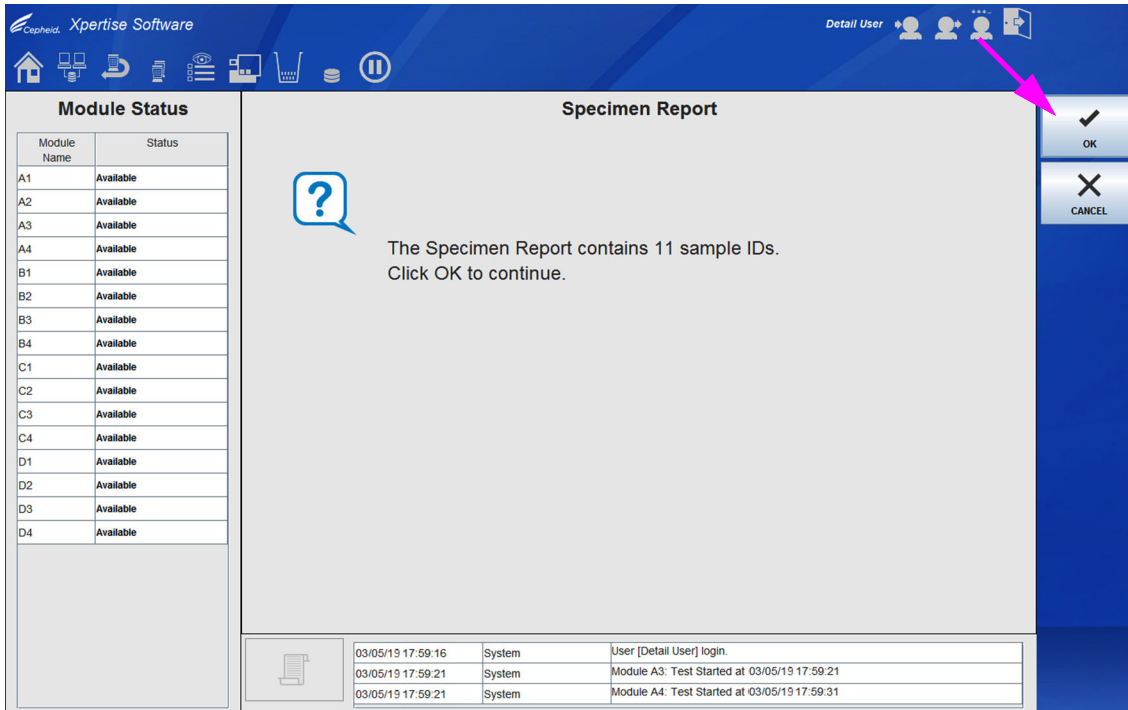 Cepheid. Xpertise Software
Detail User
Module Status
Module Name
Status
A1 Available
A2 Available
A3 Available
A4 Available
B1 Available
B2 Available
B3 Available
B4 Available
C1 Available
C2 Available
C3 Available
C4 Available
D1 Available
D2 Available
D3 Available
D4 Available
Specimen Report
?
The Specimen Report contains 11 sample IDs.
Click OK to continue.
OK
CANCEL
03/05/19 17:59:16 System User [Detail User] login.
03/05/19 17:59:21 System Module A3: Test Started at 03/05/19 17:59:21
03/05/19 17:59:21 System Module A4: Test Started at 03/05/19 17:59:31